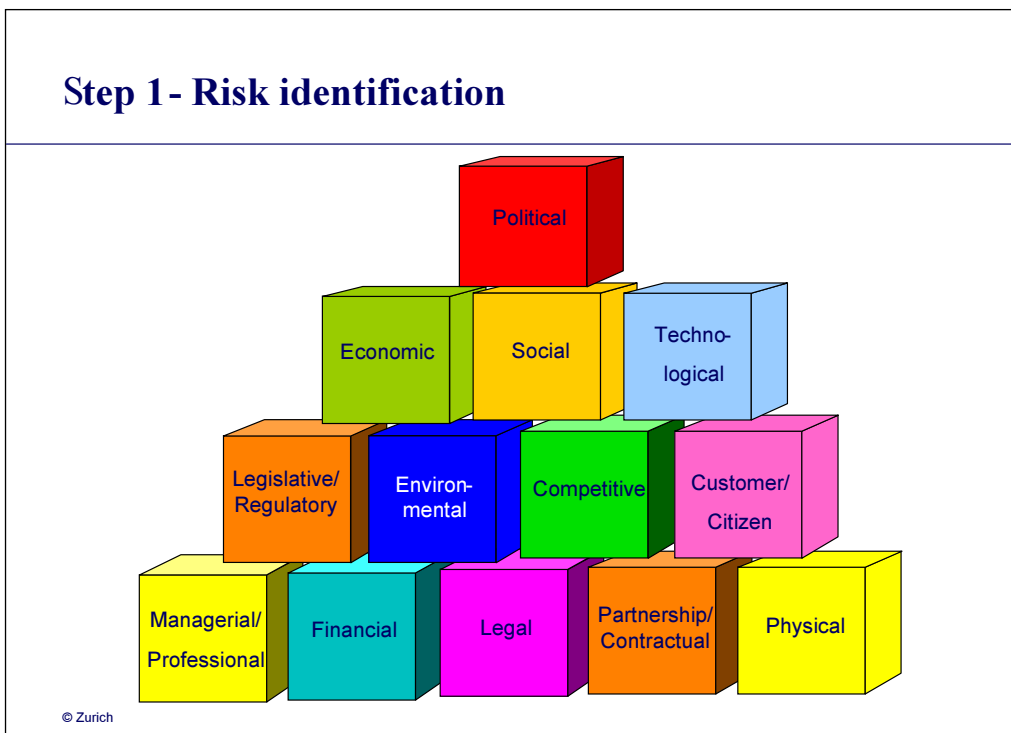 Step 1- Risk identification
Political
Economic
Social
Techno-
logical
Legislative/
Regulatory
Environ-
mental
Competitive
Customer/
Citizen
Managerial/
Professional
Financial
Legal
Partnership/
Contractual
Physical
© Zurich